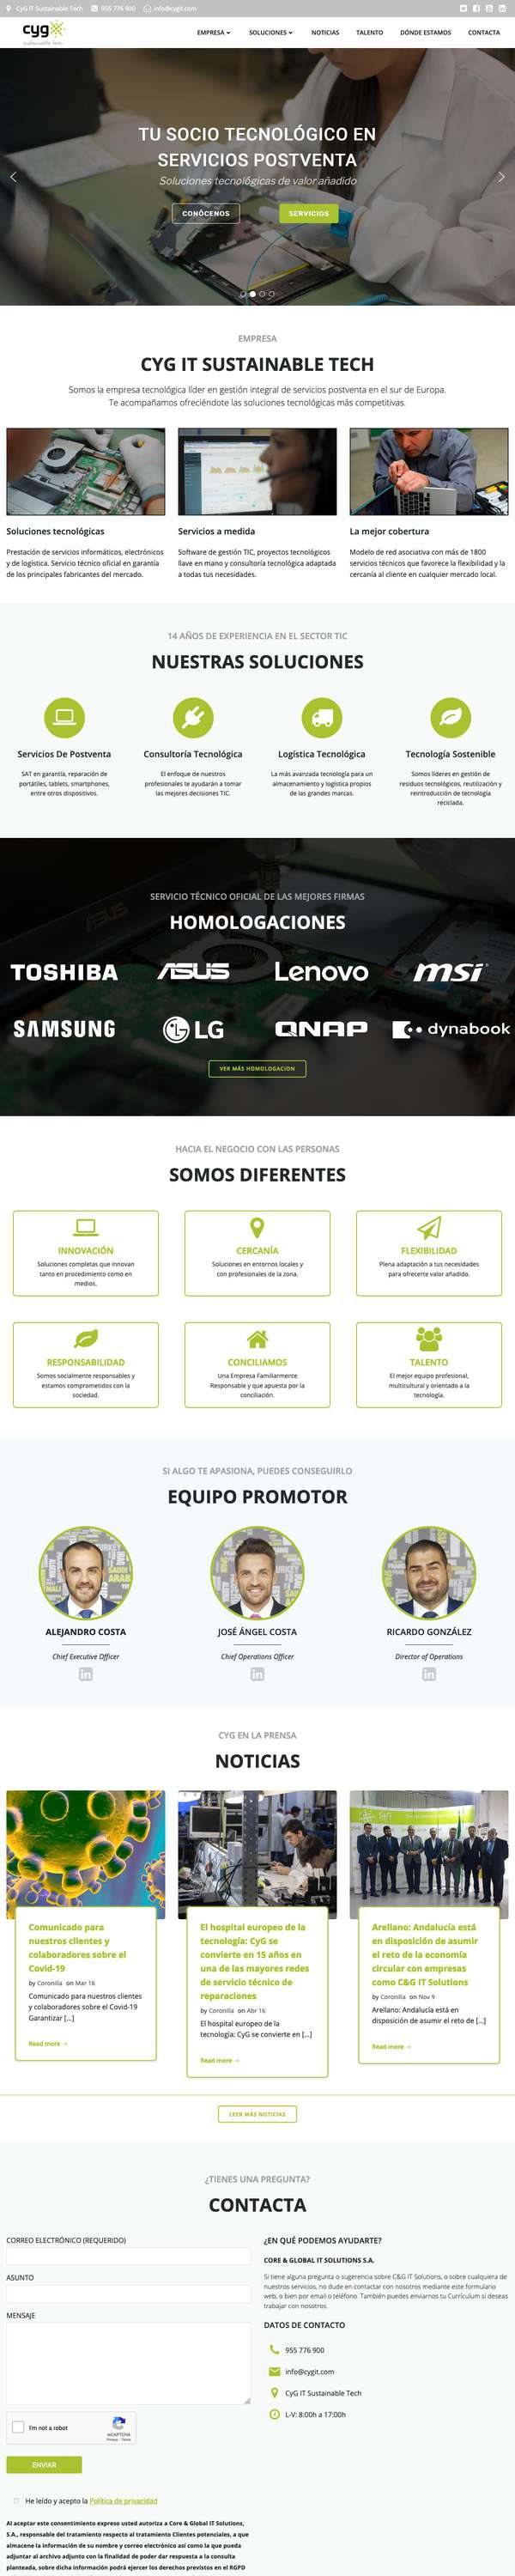 CyG IT Sustainable Tech 955 776 900 info@cygit.com
cyg
sustainable tech
EMPRESA SOLUCIONES NOTICIAS TALENTO DÓNDE ESTAMOS CONTACTA
TU SOCIO TECNOLÓGICO EN
SERVICIOS POSTVENTA
Soluciones tecnológicas de valor añadido
CONÓCENOS SERVICIOS
EMPRESA
CYG IT SUSTAINABLE TECH
Somos la empresa tecnológica líder en gestión integral de servicios postventa en el sur de Europa.
Te acompañamos ofreciéndote las soluciones tecnológicas más competitivas.
Soluciones tecnológicas
Prestación de servicios informáticos, electrónicos
y de logística. Servicio técnico oficial en garantía
de los principales fabricantes del mercado.
Servicios a medida
Software de gestión TIC, proyectos tecnológicos
llave en mano y consultoría tecnológica adaptada
a todas tus necesidades.
La mejor cobertura
Modelo de red asociativa con más de 1800
servicios técnicos que favorece la flexibilidad y la
cercanía al cliente en cualquier mercado local.
14 AÑOS DE EXPERIENCIA EN EL SECTOR TIC
NUESTRAS SOLUCIONES
Servicios De Postventa
SAT en garantía, reparación de
portátiles, tablets, smartphones,
entre otros dispositivos.
Consultoría Tecnológica
El enfoque de nuestros
profesionales te ayudarán a tomar
las mejores decisiones TIC.
Logística Tecnológica
La más avanzada tecnología para un
almacenamiento y logística propios
de las grandes marcas.
Tecnología Sostenible
Somos líderes en gestión de
residuos tecnológicos, reutilización y
reintroducción de tecnología
reciclada.
SERVICIO TÉCNICO OFICIAL DE LAS MEJORES FIRMAS
HOMOLOGACIONES
TOSHIBA ASUS Lenovo msi
SAMSUNG LG QNAP dynabook
VER MÁS HOMOLOGACION
HACIA EL NEGOCIO CON LAS PERSONAS
SOMOS DIFERENTES
INNOVACIÓN
Soluciones completas que innovan
tanto en procedimiento como en
medios.
CERCANÍA
Soluciones en entornos locales y
con profesionales de la zona.
FLEXIBILIDAD
Plena adaptación a tus necesidades
para ofrecerte valor añadido.
RESPONSABILIDAD
Somos socialmente responsables y
estamos comprometidos con la
sociedad.
CONCILIAMOS
Una Empresa Familiarmente
Responsable y que apuesta por la
conciliación.
TALENTO
El mejor equipo profesional,
multicultural y orientado a la
tecnología.
SI ALGO TE APASIONA, PUEDES CONSEGUIRLO
EQUIPO PROMOTOR
ALEJANDRO COSTA
Chief Executive Officer
JOSÉ ÁNGEL COSTA
Chief Operations Officer
RICARDO GONZÁLEZ
Director of Operations
CYG EN LA PRENSA
NOTICIAS
Comunicado para
nuestros clientes y
colaboradores sobre el
Covid-19
by Coronilla on Mar 16
Comunicado para nuestros clientes
y colaboradores sobre el Covid-19
Garantizar [...]
Read more →
El hospital europeo de la
tecnología: CyG se
convierte en 15 años en
una de las mayores redes
de servicio técnico de
reparaciones
by Coronilla on Abr 16
El hospital europeo de la
tecnología: CyG se convierte en [...]
Read more →
Arellano: Andalucía está
en disposición de asumir
el reto de la economía
circular con empresas
como C&G IT Solutions
by Coronilla on Nov 9
Arellano: Andalucía está en
disposición de asumir el reto de [...]
Read more →
LEER MÁS NOTICIAS
¿TIENES UNA PREGUNTA?
CONTACTA
CORREO ELECTRÓNICO (REQUERIDO)
ASUNTO
MENSAJE
I'm not a robot
reCAPTCHA
Privacy - Terms
ENVIAR
He leído y acepto la Política de privacidad
Al aceptar este consentimiento expreso usted autoriza a Core & Global IT Solutions,
S.A., responsable del tratamiento respecto al tratamiento Clientes potenciales, a que
almacene la información de su nombre y correo electrónico así como la que pueda
adjuntar al archivo adjunto con la finalidad de poder dar respuesta a la consulta
planteada, sobre dicha información podrá ejercer los derechos previstos en el RGPD
¿EN QUÉ PODEMOS AYUDARTE?
CORE & GLOBAL IT SOLUTIONS S.A.
Si tiene alguna pregunta o sugerencia sobre C&G IT Solutions, o sobre cualquiera de
nuestros servicios, no dude en contactar con nosotros mediante este formulario
web, o bien por email o teléfono. También puedes enviarnos tu Currículum si deseas
trabajar con nosotros.
DATOS DE CONTACTO
955 776 900
info@cygit.com
CyG IT Sustainable Tech
L-V: 8:00h a 17:00h